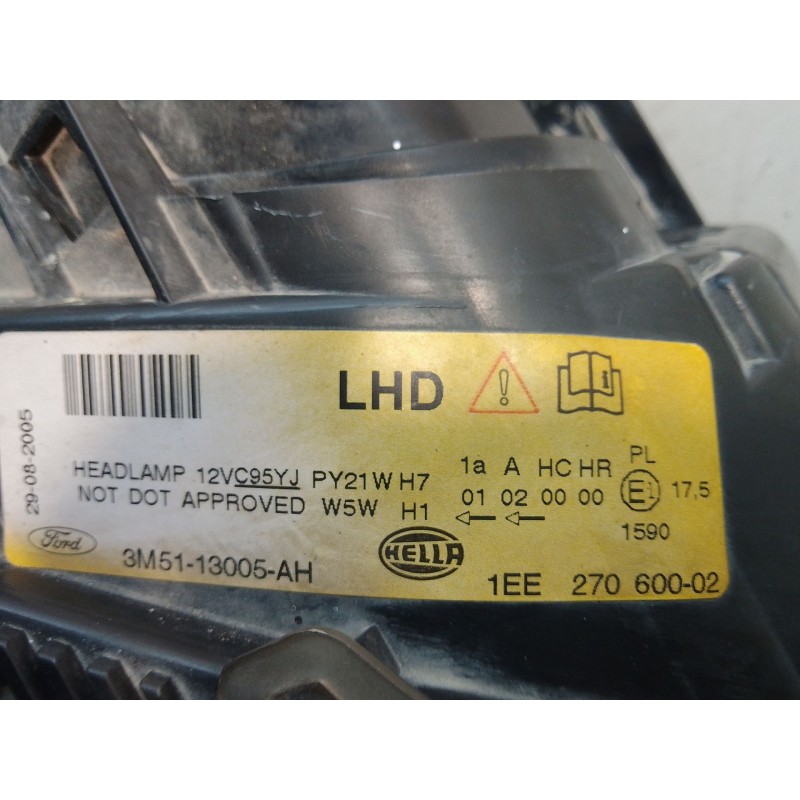 29-08-2005
LHD
HEADLAMP 12VC95YJ PY21W H7 1a A HC HR PL
NOT DOT APPROVED W5W H1 01 02 00 00 E1 17,5
1590
Ford 3M51-13005-AH HELLA 1EE 270 600-02